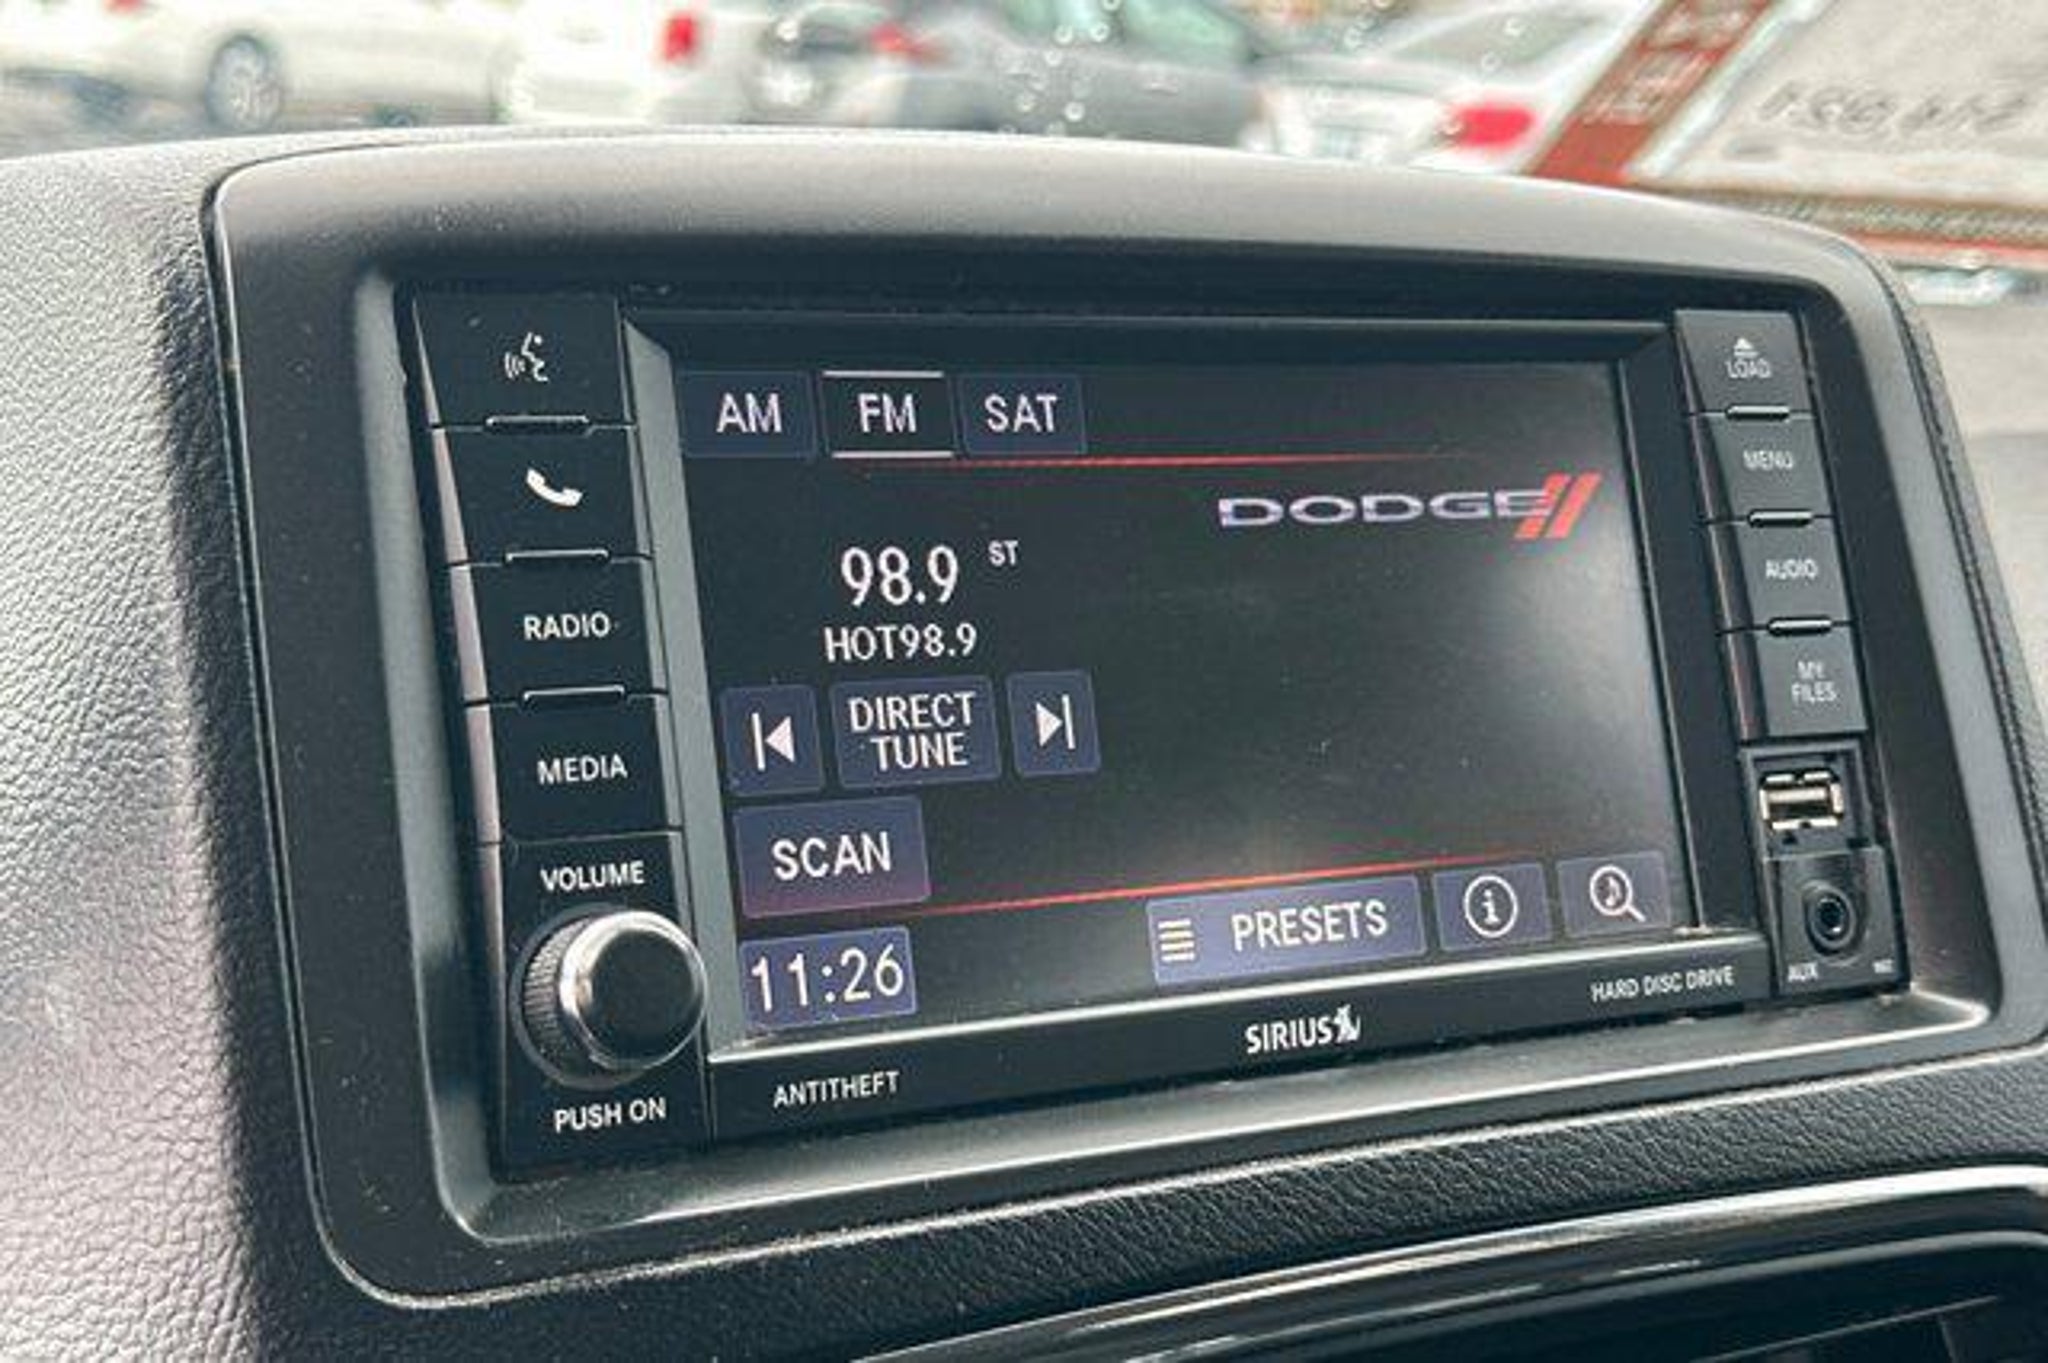 AM
FM
SAT
DODGE
98.9 ST
HOT98.9
DIRECT
TUNE
SCAN
11:26
PRESETS
i
RADIO
MEDIA
VOLUME
PUSH ON
ANTITHEFT
SIRIUS
HARD DISC DRIVE
LOAD
MENU
AUDIO
MY
FILES
AUX